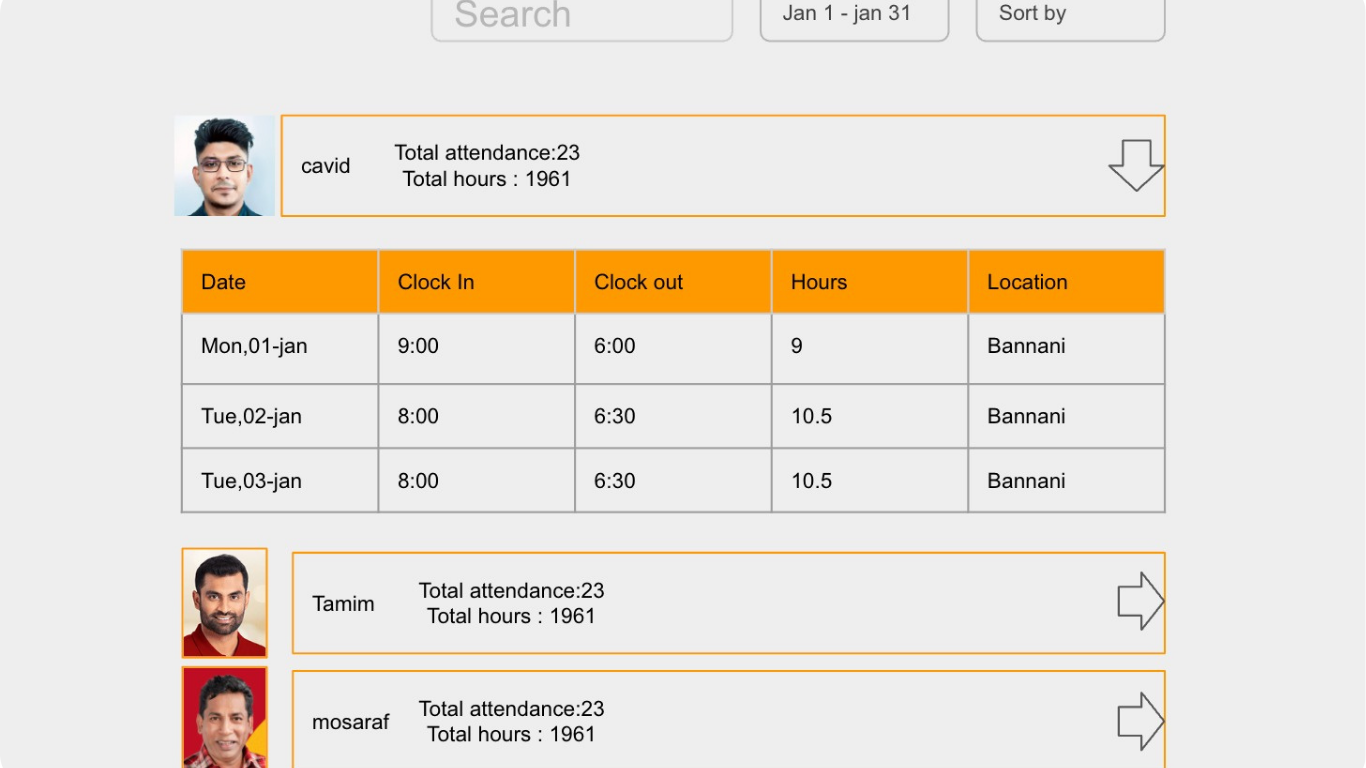 Search
Jan 1 - jan 31
Sort by
cavid
Total attendance:23
Total hours : 1961
Date Clock In Clock out Hours Location
Mon,01-jan 9:00 6:00 9 Bannani
Tue,02-jan 8:00 6:30 10.5 Bannani
Tue,03-jan 8:00 6:30 10.5 Bannani
Tamim
Total attendance:23
Total hours : 1961
mosaraf
Total attendance:23
Total hours : 1961